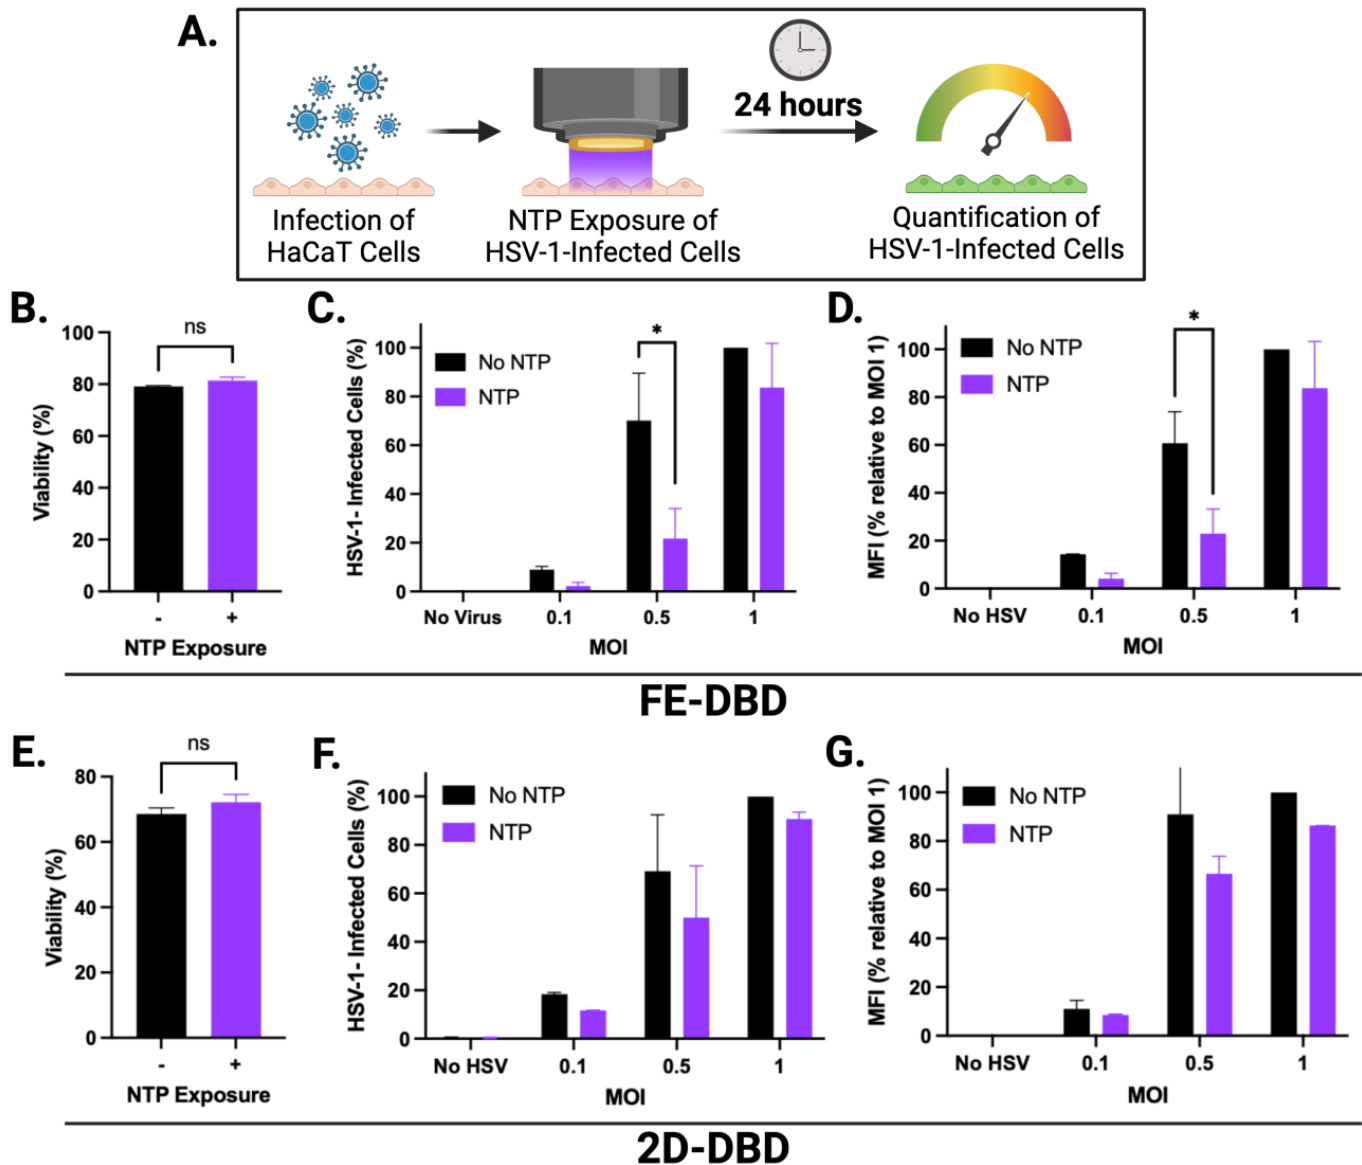 A.
24 hours
Infection of
HaCaT Cells
NTP Exposure of
HSV-1-Infected Cells
Quantification of
HSV-1-Infected Cells
B.
ns
Viability (%)
100
80
60
40
20
0
-
+
NTP Exposure
C.
*
No NTP
NTP
HSV-1- Infected Cells (%)
100
80
60
40
20
0
No Virus
0.1
0.5
1
MOI
D.
*
No NTP
NTP
MFI (% relative to MOI 1)
100
80
60
40
20
0
No HSV
0.1
0.5
1
MOI
FE-DBD
E.
ns
Viability (%)
80
60
40
20
0
-
+
NTP Exposure
F.
No NTP
NTP
HSV-1- Infected Cells (%)
100
80
60
40
20
0
No HSV
0.1
0.5
1
MOI
G.
No NTP
NTP
MFI (% relative to MOI 1)
100
80
60
40
20
0
No HSV
0.1
0.5
1
MOI
2D-DBD